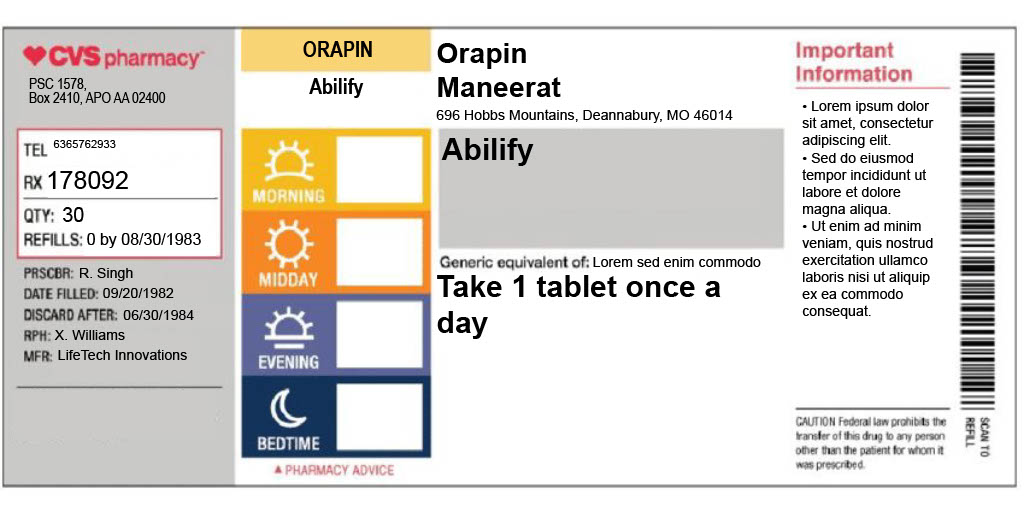 CVS pharmacy
PSC 1578,
Box 2410, APO AA 02400
TEL 6365762933
RX 178092
QTY: 30
REFILLS: 0 by 08/30/1983
PRSCBR: R. Singh
DATE FILLED: 09/20/1982
DISCARD AFTER: 06/30/1984
RPH: X. Williams
MFR: LifeTech Innovations
ORAPIN
Abilify
MORNING
MIDDAY
EVENING
BEDTIME
▲ PHARMACY ADVICE
Orapin
Maneerat
696 Hobbs Mountains, Deannabury, MO 46014
Abilify
Generic equivalent of: Lorem sed enim commodo
Take 1 tablet once a
day
Important
Information
• Lorem ipsum dolor
sit amet, consectetur
adipiscing elit.
• Sed do eiusmod
tempor incididunt ut
labore et dolore
magna aliqua.
• Ut enim ad minim
veniam, quis nostrud
exercitation ullamco
laboris nisi ut aliquip
ex ea commodo
consequat.
CAUTION Federal law prohibits the
transfer of this drug to any person
other than the patient for whom it
was prescribed.
SCAN TO
REFILL